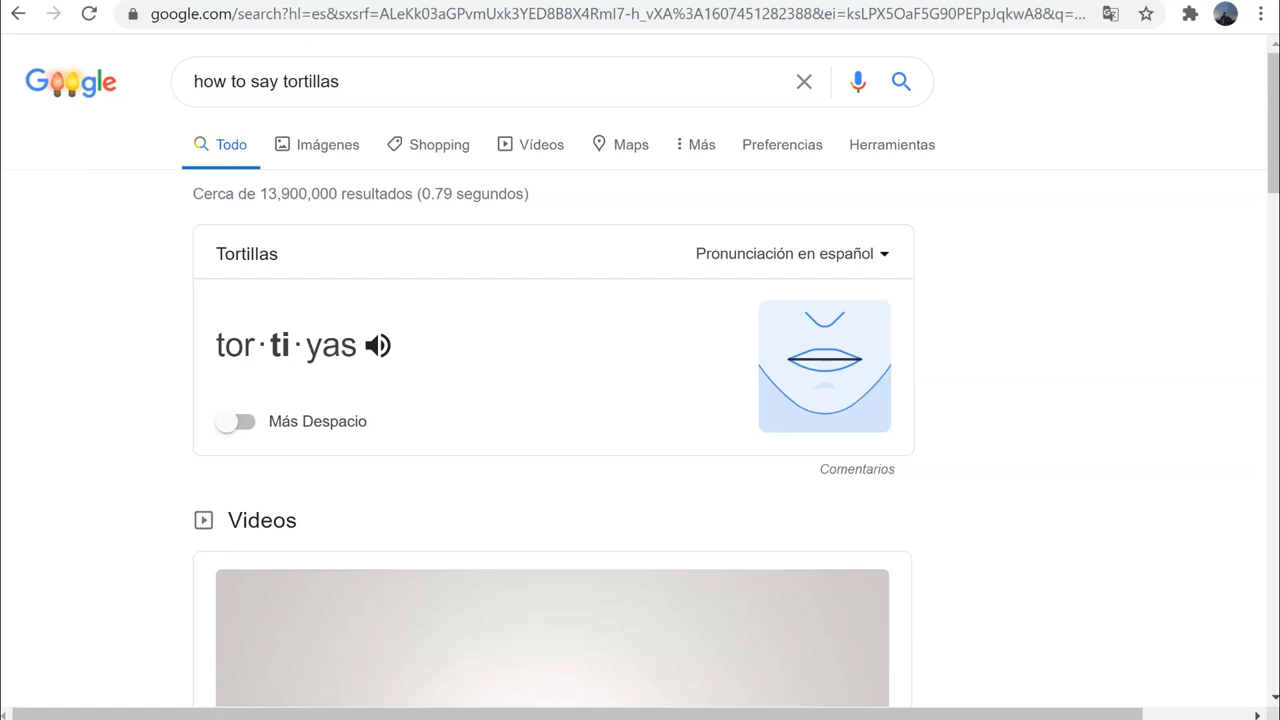 google.com/search?hl=es&sxsrf=ALeKk03aGPvmUxk3YED8B8X4RmI7-h_vXA%3A1607451282388&ei=ksLPX5OaF5G90PEPpJqkwA8&q=...
Google
how to say tortillas
Todo Imágenes Shopping Vídeos Maps Más Preferencias Herramientas
Cerca de 13,900,000 resultados (0.79 segundos)
Tortillas Pronunciación en español
tor·ti·yas
Más Despacio
Comentarios
Videos